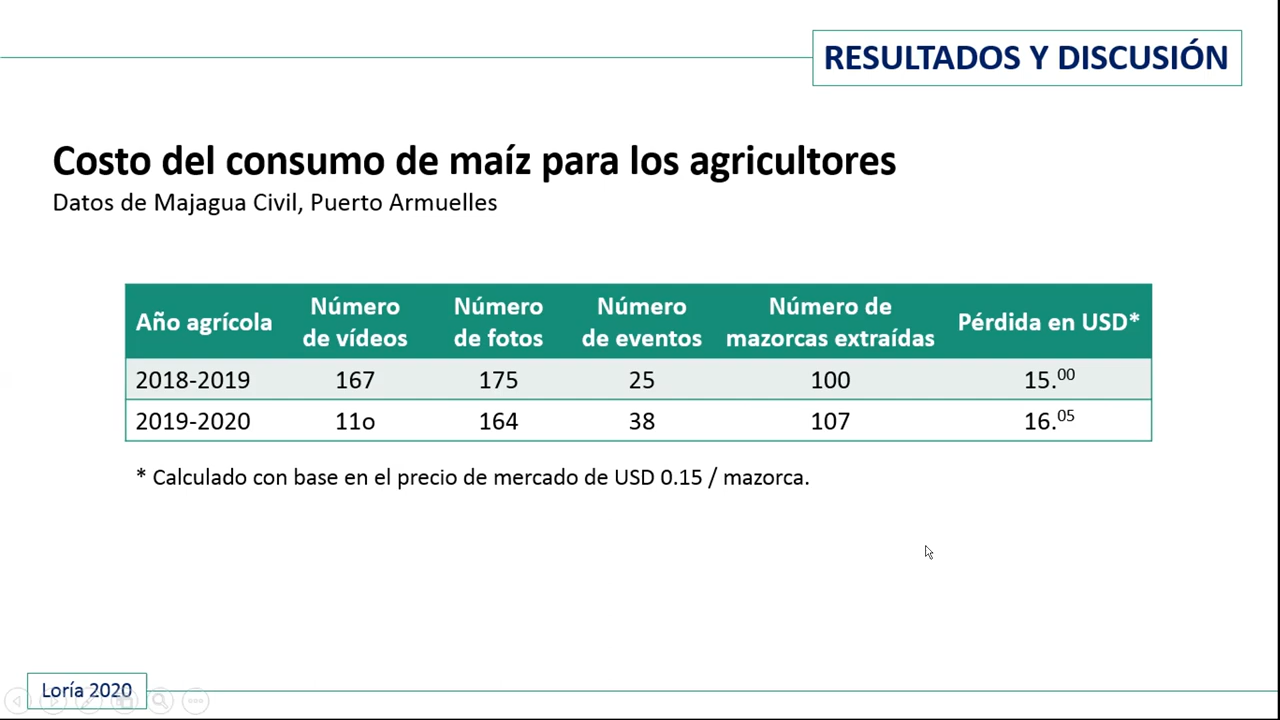 RESULTADOS Y DISCUSIÓN
Costo del consumo de maíz para los agricultores
Datos de Majagua Civil, Puerto Armuelles
Año agrícola Número de vídeos Número de fotos Número de eventos Número de mazorcas extraídas Pérdida en USD*
2018-2019 167 175 25 100 15.00
2019-2020 11o 164 38 107 16.05
* Calculado con base en el precio de mercado de USD 0.15 / mazorca.
Loría 2020